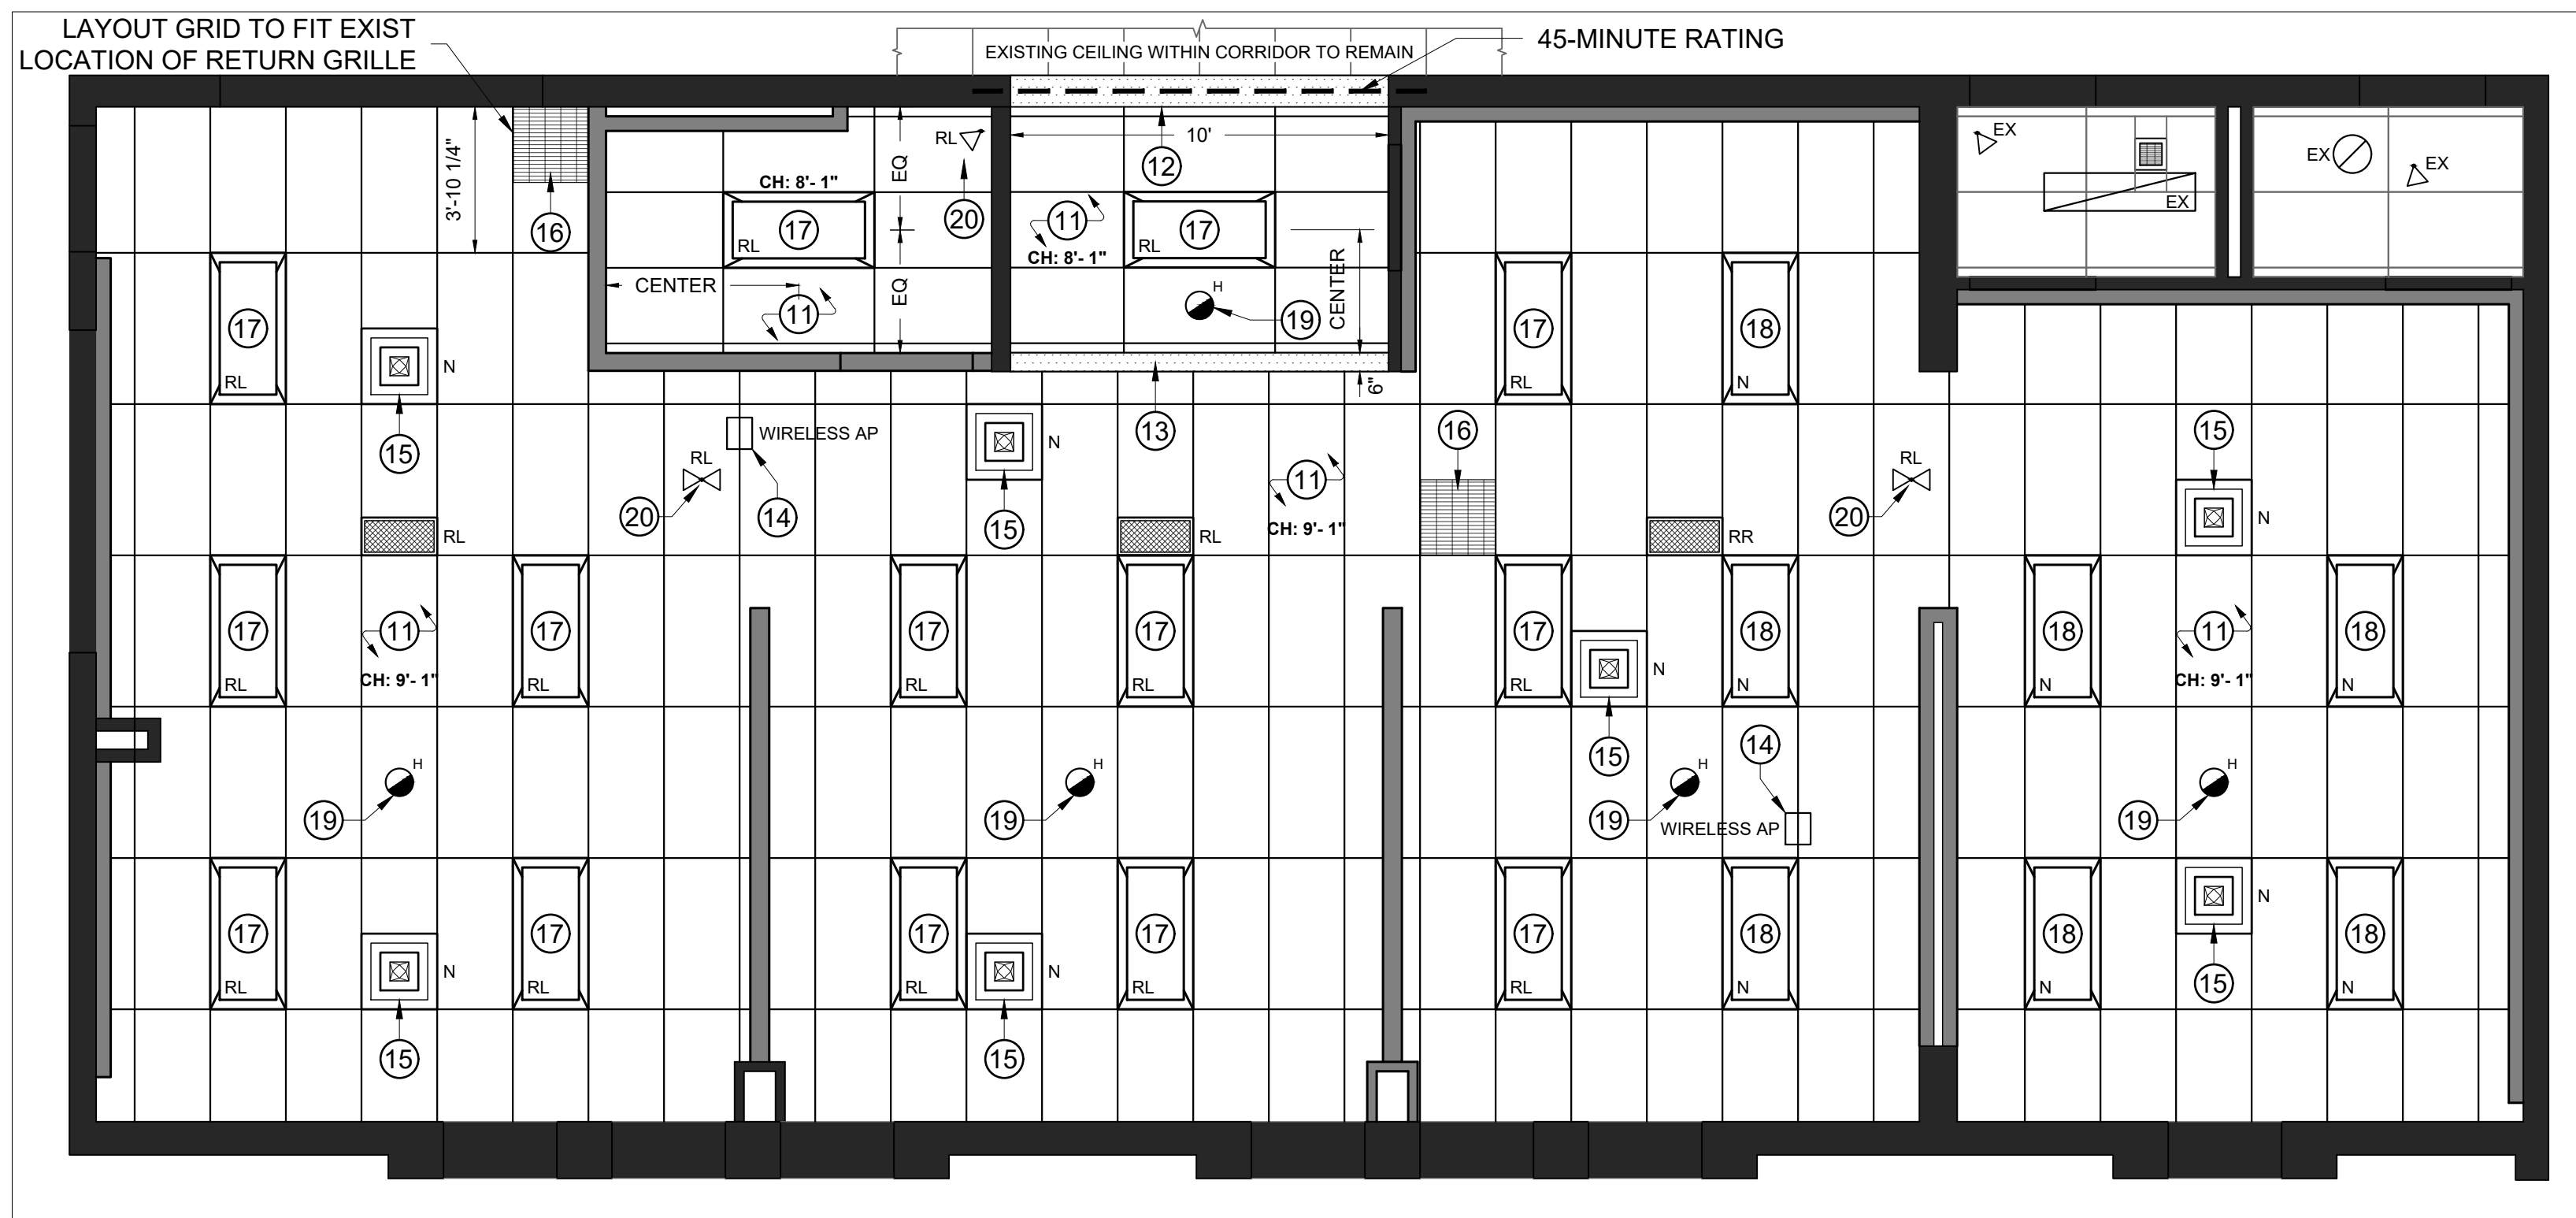 LAYOUT GRID TO FIT EXIST
LOCATION OF RETURN GRILLE
EXISTING CEILING WITHIN CORRIDOR TO REMAIN
45-MINUTE RATING
3'-10 1/4"
16
CH: 8'- 1"
17
RL
EQ
EQ
CENTER
11
RL
20
10'
12
11
CH: 8'- 1"
17
RL
H
19
CENTER
6"
13
EX
EX
EX
EX
17
RL
N
15
17
RL
18
N
WIRELESS AP
14
RL
20
N
15
11
CH: 9'- 1"
16
RL
20
15
N
RL
RL
RR
17
RL
11
CH: 9'- 1"
17
RL
17
RL
17
RL
17
RL
N
15
18
N
18
N
11
CH: 9'- 1"
18
N
H
19
H
19
H
19
14
WIRELESS AP
H
19
17
RL
N
15
17
RL
17
RL
N
15
17
RL
17
RL
18
N
18
N
N
15
18
N